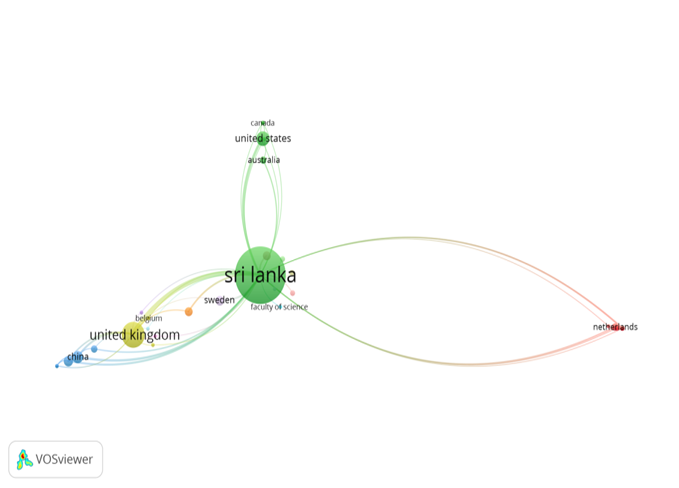 canada
united states
australia
sri lanka
sweden
faculty of science
belgium
united kingdom
netherlands
china
VOSviewer